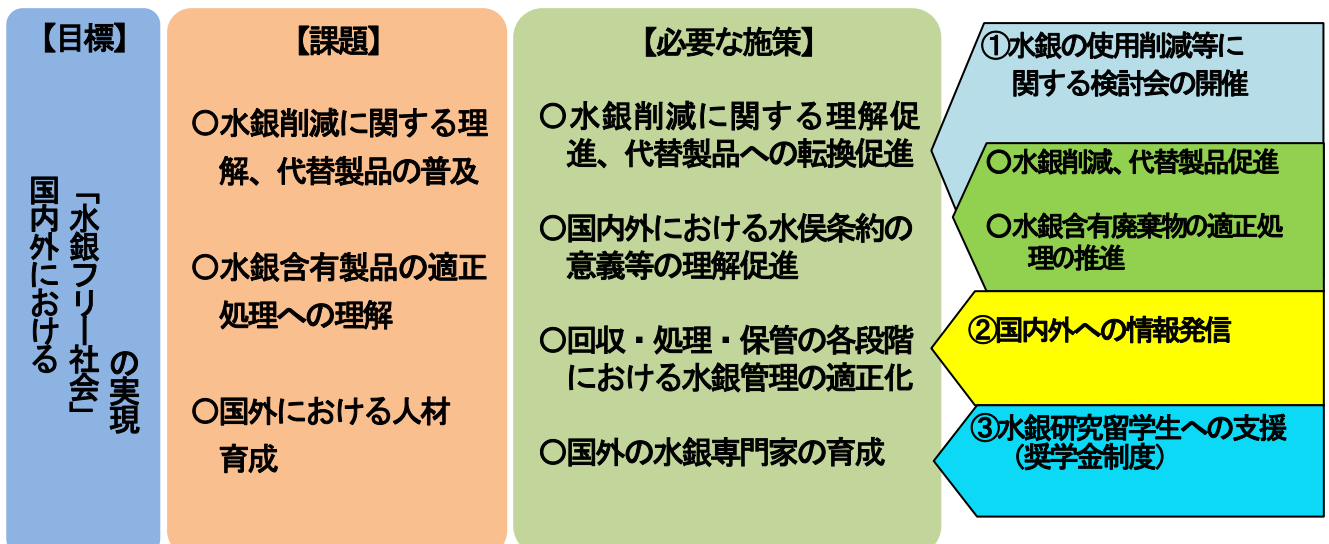 【目標】
国内外における
「水銀フリー社会」
の実現
【課題】
〇水銀削減に関する理
解、代替製品の普及
〇水銀含有製品の適正
処理への理解
〇国外における人材
育成
【必要な施策】
〇水銀削減に関する理解促
進、代替製品への転換促進
〇国内外における水俣条約の
意義等の理解促進
〇回収・処理・保管の各段階
における水銀管理の適正化
〇国外の水銀専門家の育成
①水銀の使用削減等に
関する検討会の開催
〇水銀削減、代替製品促進
〇水銀含有廃棄物の適正処
理の推進
②国内外への情報発信
③水銀研究留学生への支援
（奨学金制度）